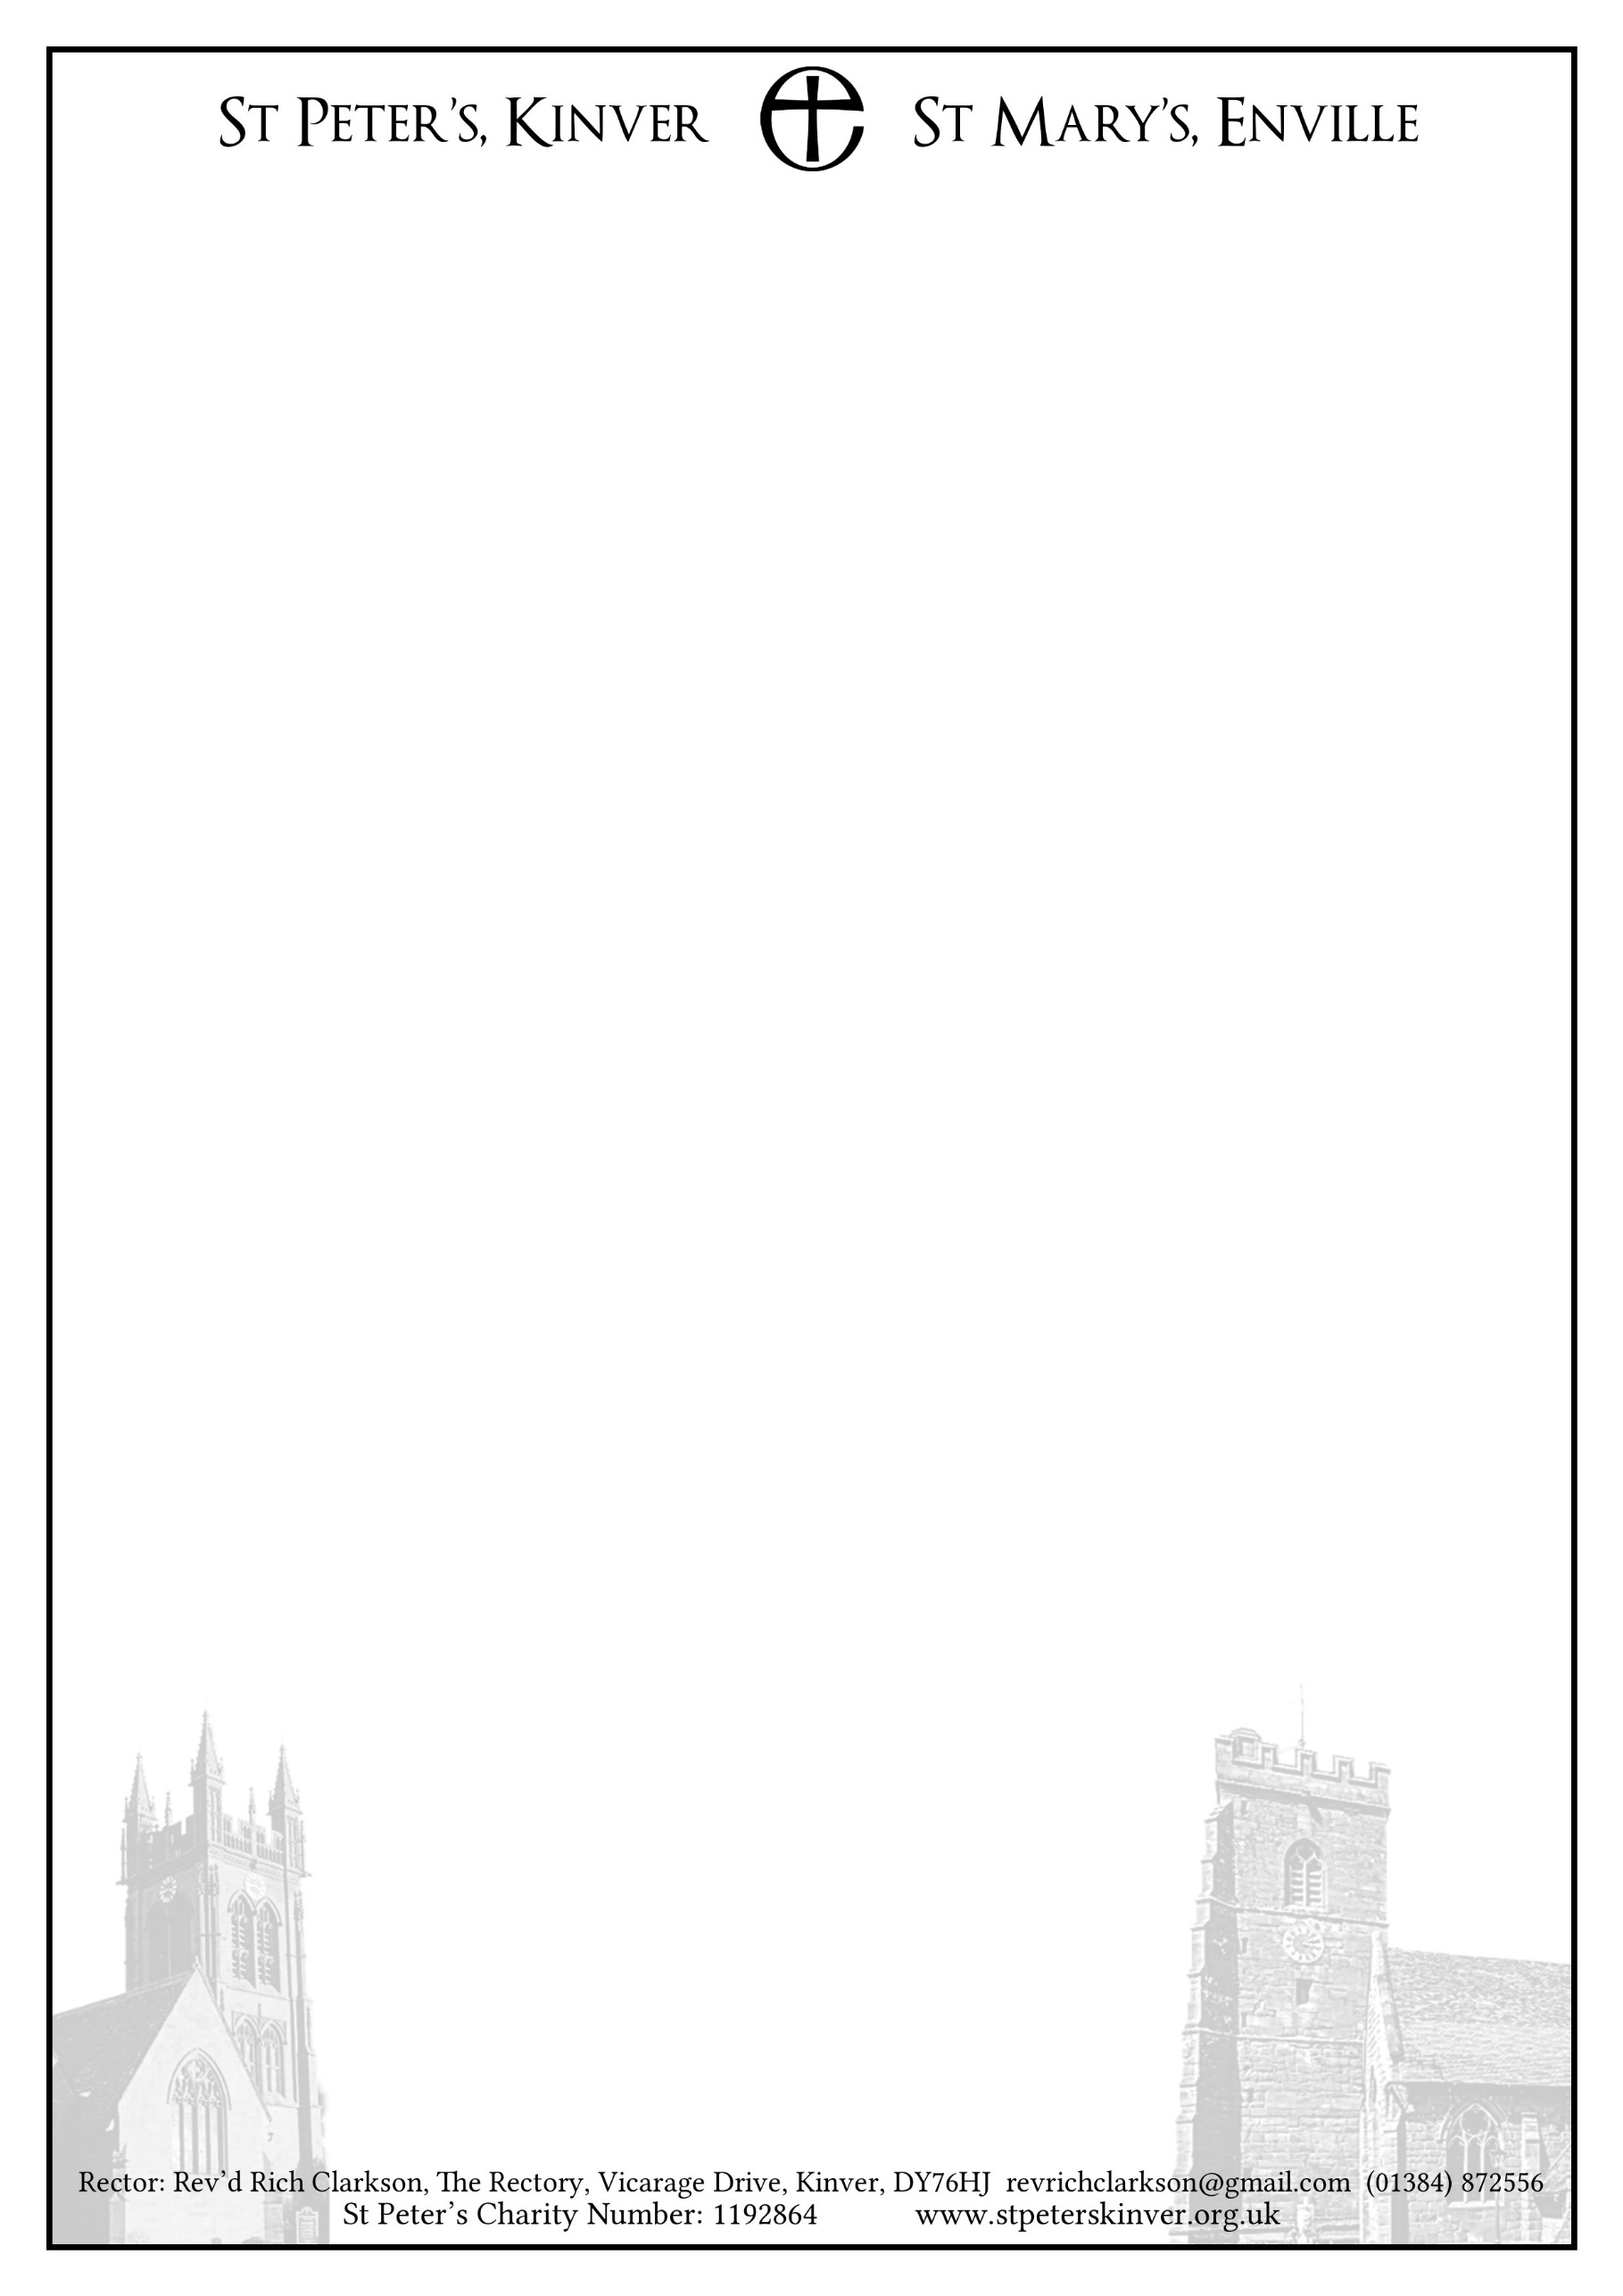 St Peter’s, Kinver St Mary’s, Enville
Rector: Rev’d Rich Clarkson, The Rectory, Vicarage Drive, Kinver, DY76HJ revrichclarkson@gmail.com (01384) 872556
St Peter’s Charity Number: 1192864 www.stpeterskinver.org.uk